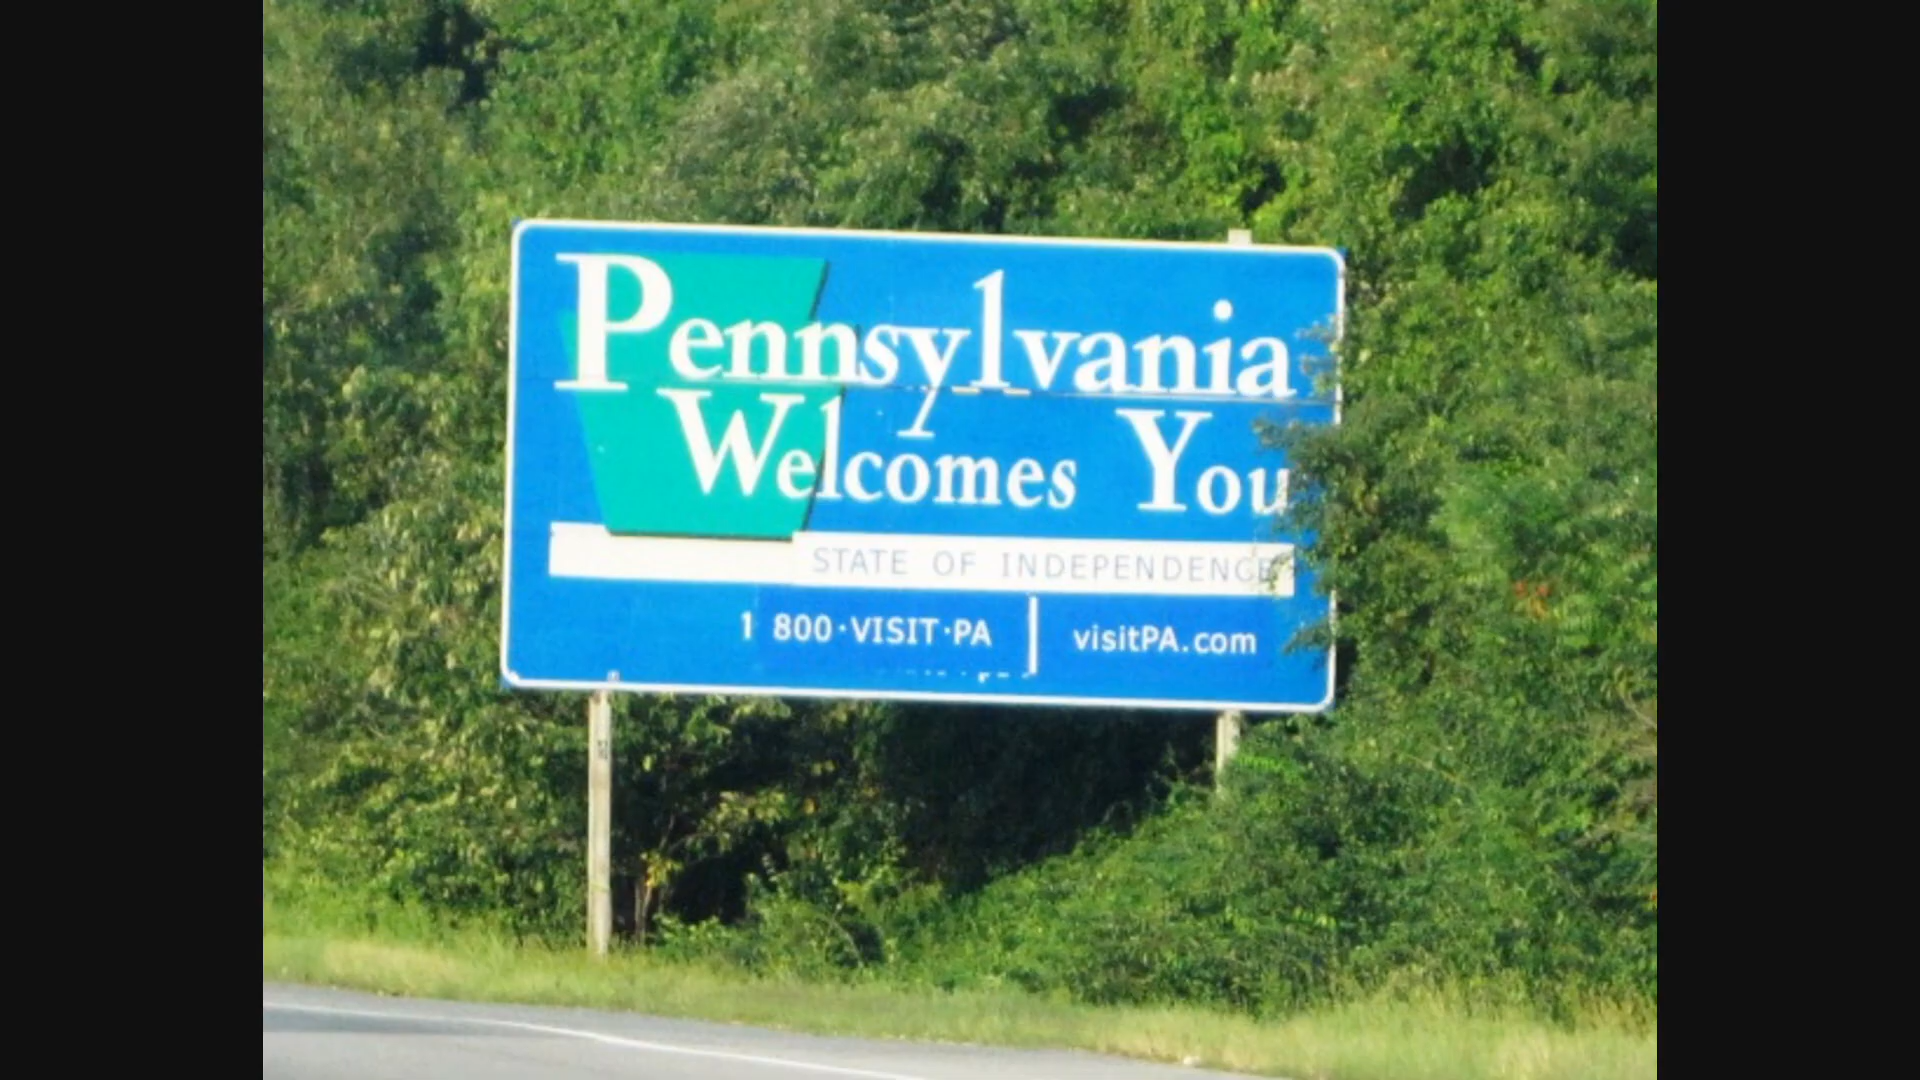 Pennsylvania
Welcomes You
STATE OF INDEPENDENCE
1 800·VISIT·PA | visitPA.com